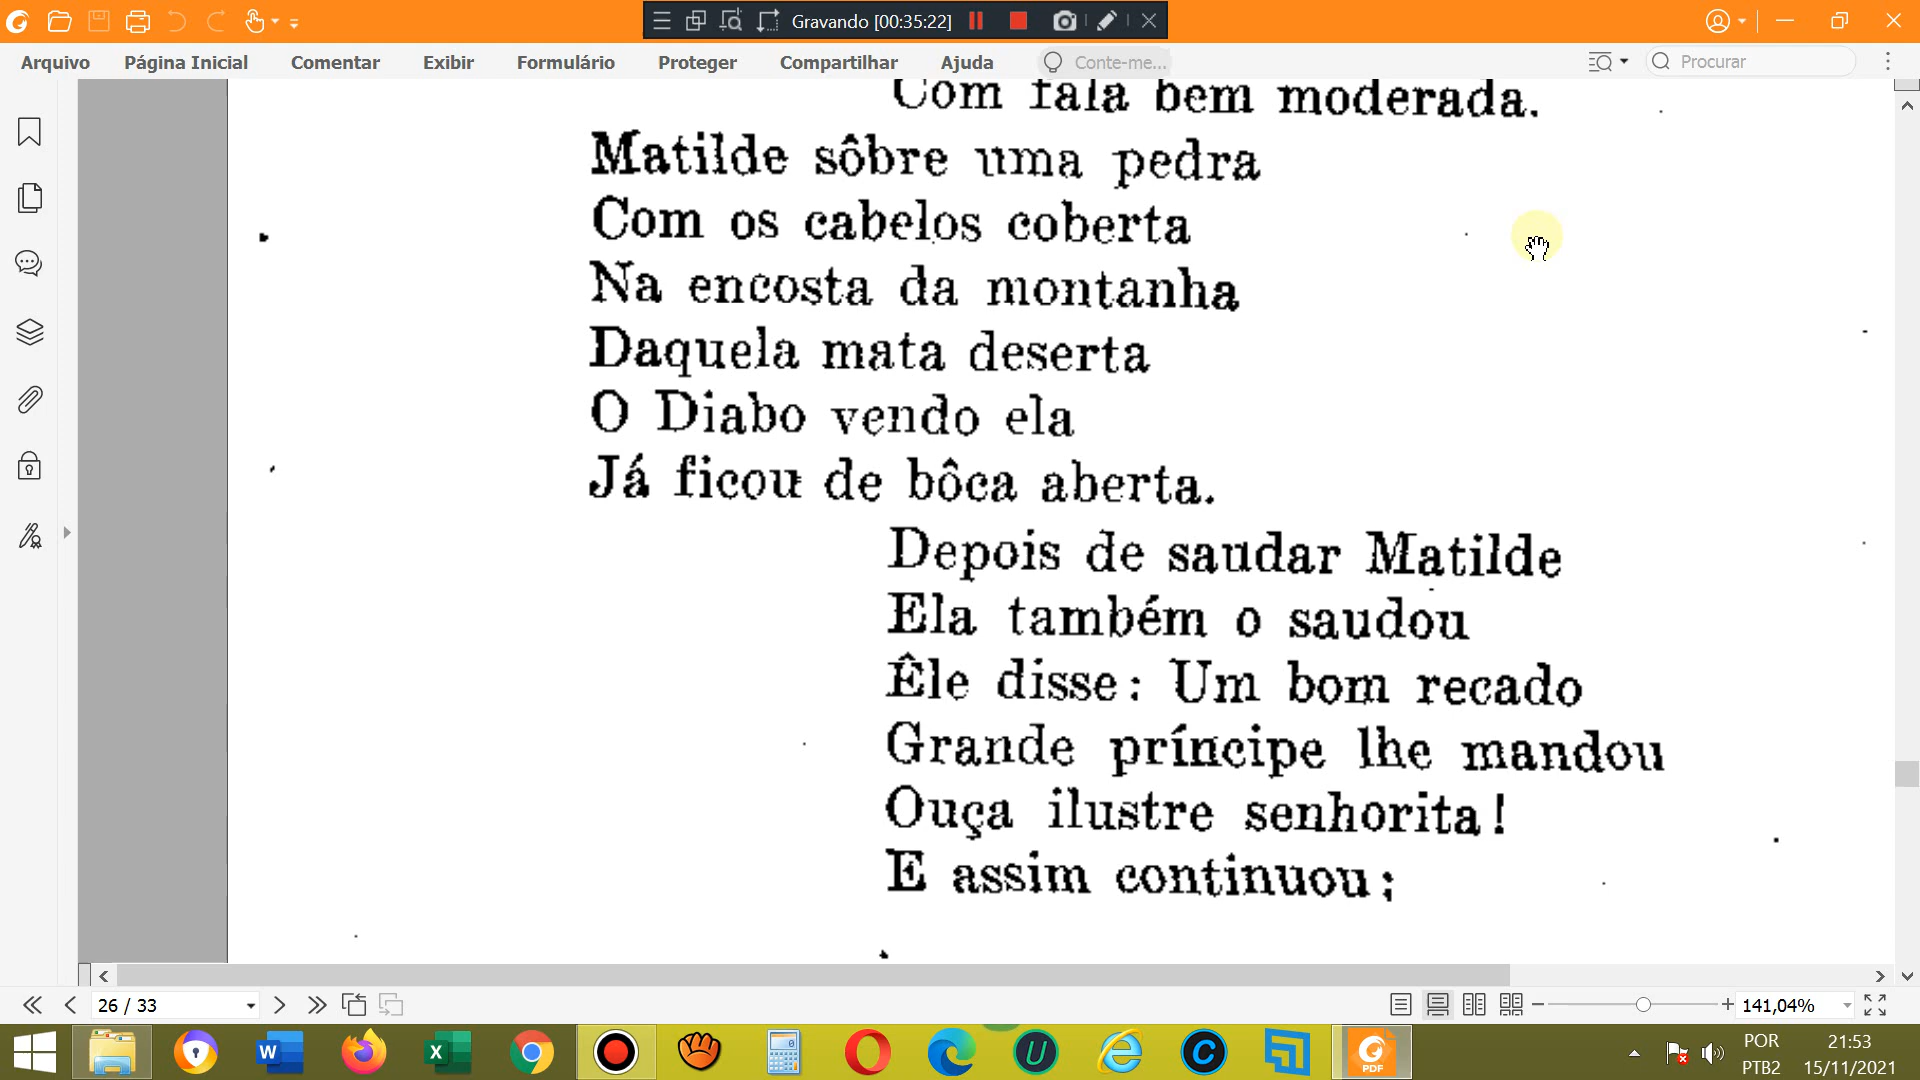 Gravando [00:35:22]
Arquivo Página Inicial Comentar Exibir Formulário Proteger Compartilhar Ajuda Conte-me... Procurar
Com fala bem moderada.
Matilde sôbre uma pedra
Com os cabelos coberta
Na encosta da montanha
Daquela mata deserta
O Diabo vendo ela
Já ficou de bôca aberta.
Depois de saudar Matilde
Ela também o saudou
Êle disse: Um bom recado
Grande príncipe lhe mandou
Ouça ilustre senhorita!
E assim continuou;
26 / 33
141,04%
POR
21:53
PTB2
15/11/2021
PDF